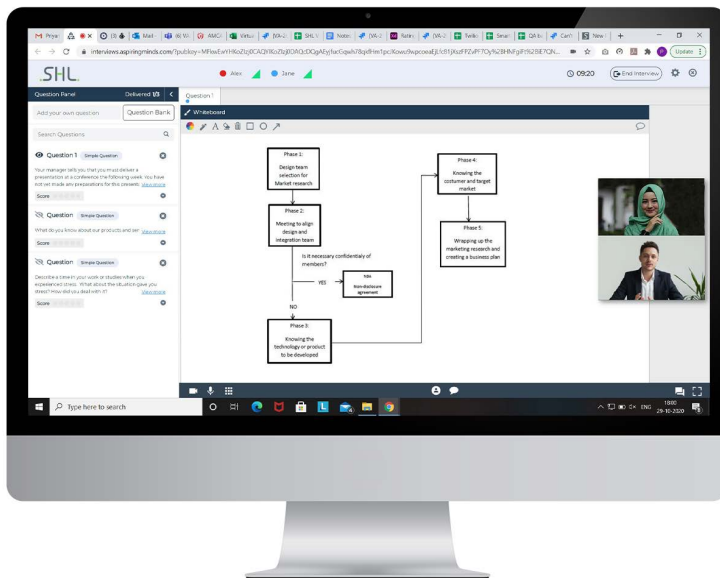 interviews.aspiringminds.com/
Update
SHL.
Alex
Jane
09:20
End Interview
Question Panel
Delivered 1/3
Question 1
Add your own question
Question Bank
Whiteboard
Search Questions
Question 1
Simple Question
Your manager tells you that you must deliver a
presentation at a conference the following week. You have
not yet made any preparations for this present
View more
Score
Question
Simple Question
What do you know about our products and ser
View more
Score
Question
Simple Question
Describe a time in your work or studies when you
experienced stress. What about the situation gave you
stress? How did you deal with it?
View more
Score
Phase 1:
Design team
selection for
Market research
Phase 2:
Meeting to align
design and
integration team
Is it necessary confidentialy of
members?
YES
Non-disclosure
agreement
NO
Phase 3:
Knowing the
technology or product
to be developed
Phase 4:
Knowing the
costumer and target
market
Phase 5:
Wrapping up the
marketing research and
creating a business plan
Type here to search
ENG
18:00
29-10-2020